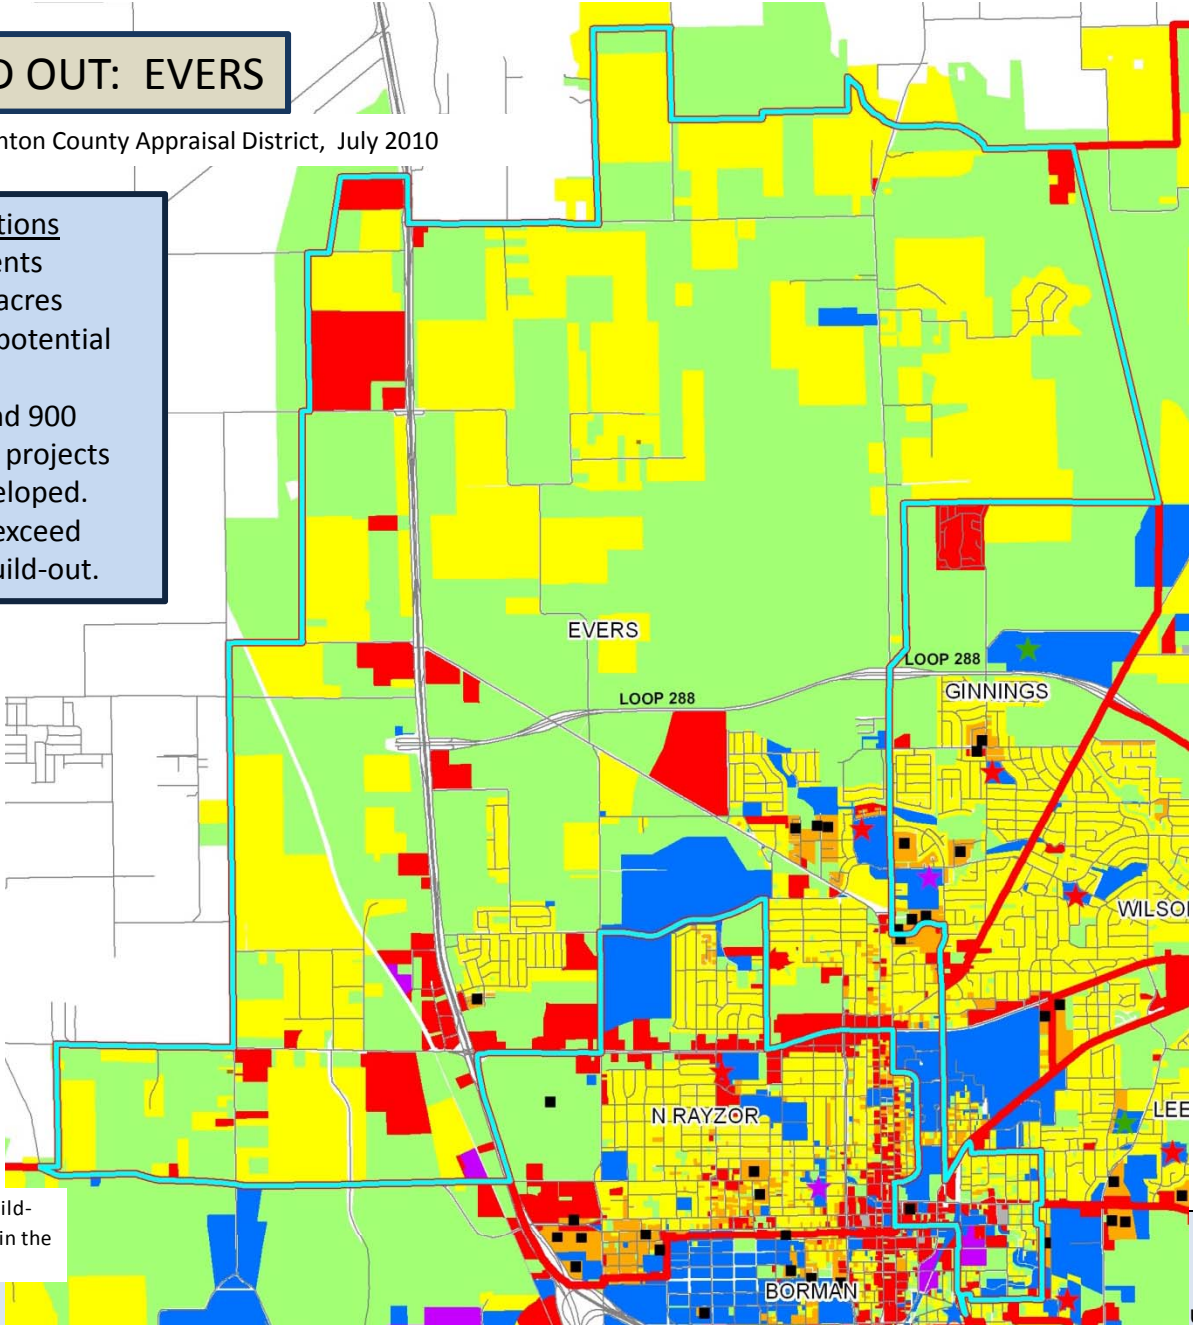 D OUT: EVERS
nton County Appraisal District, July 2010
tions
ents
acres
potential
nd 900
projects
eloped.
exceed
uild-out.
EVERS
LOOP 288
LOOP 288
GINNINGS
WILSO
N RAYZOR
LEE
BORMAN
ild-
in the